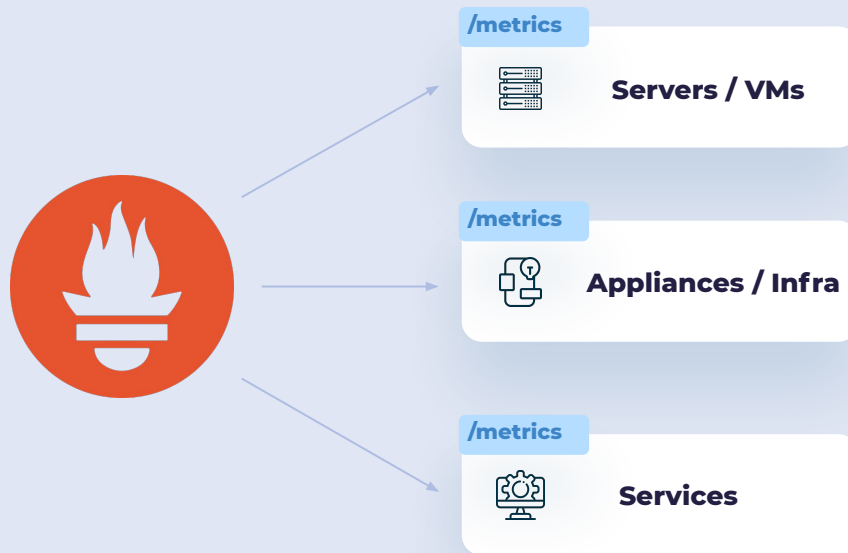 /metrics
Servers / VMs
/metrics
Appliances / Infra
/metrics
Services